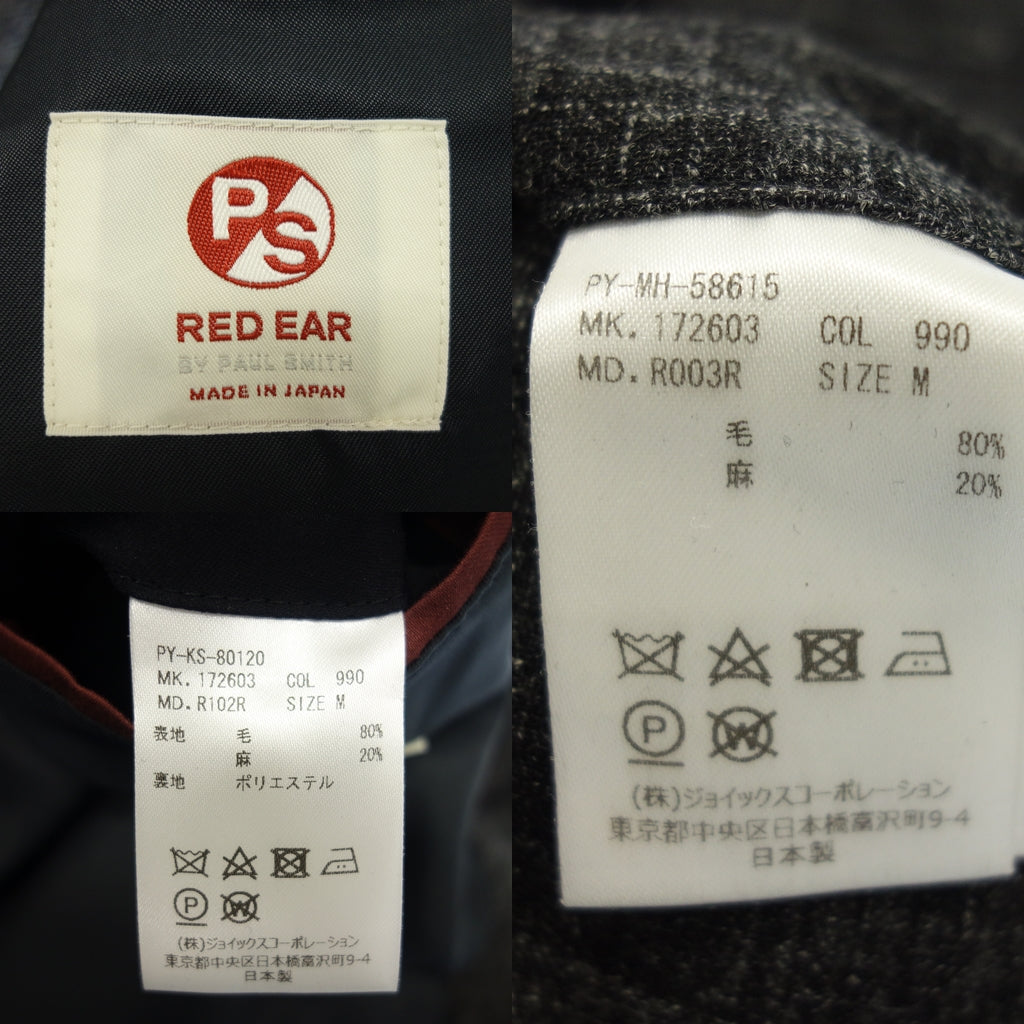 PS
RED EAR
BY PAUL SMITH
MADE IN JAPAN
PY-MH-58615
MK. 172603 COL 990
MD. R003R SIZE M
毛 80%
麻 20%
P
W
(株)ジョイックスコーポレーション
東京都中央区日本橋富沢町9-4
日本製
PY-KS-80120
MK. 172603 COL 990
MD. R102R SIZE M
表地 毛 80%
麻 20%
裏地 ポリエステル
P
W
(株)ジョイックスコーポレーション
東京都中央区日本橋富沢町9-4
日本製